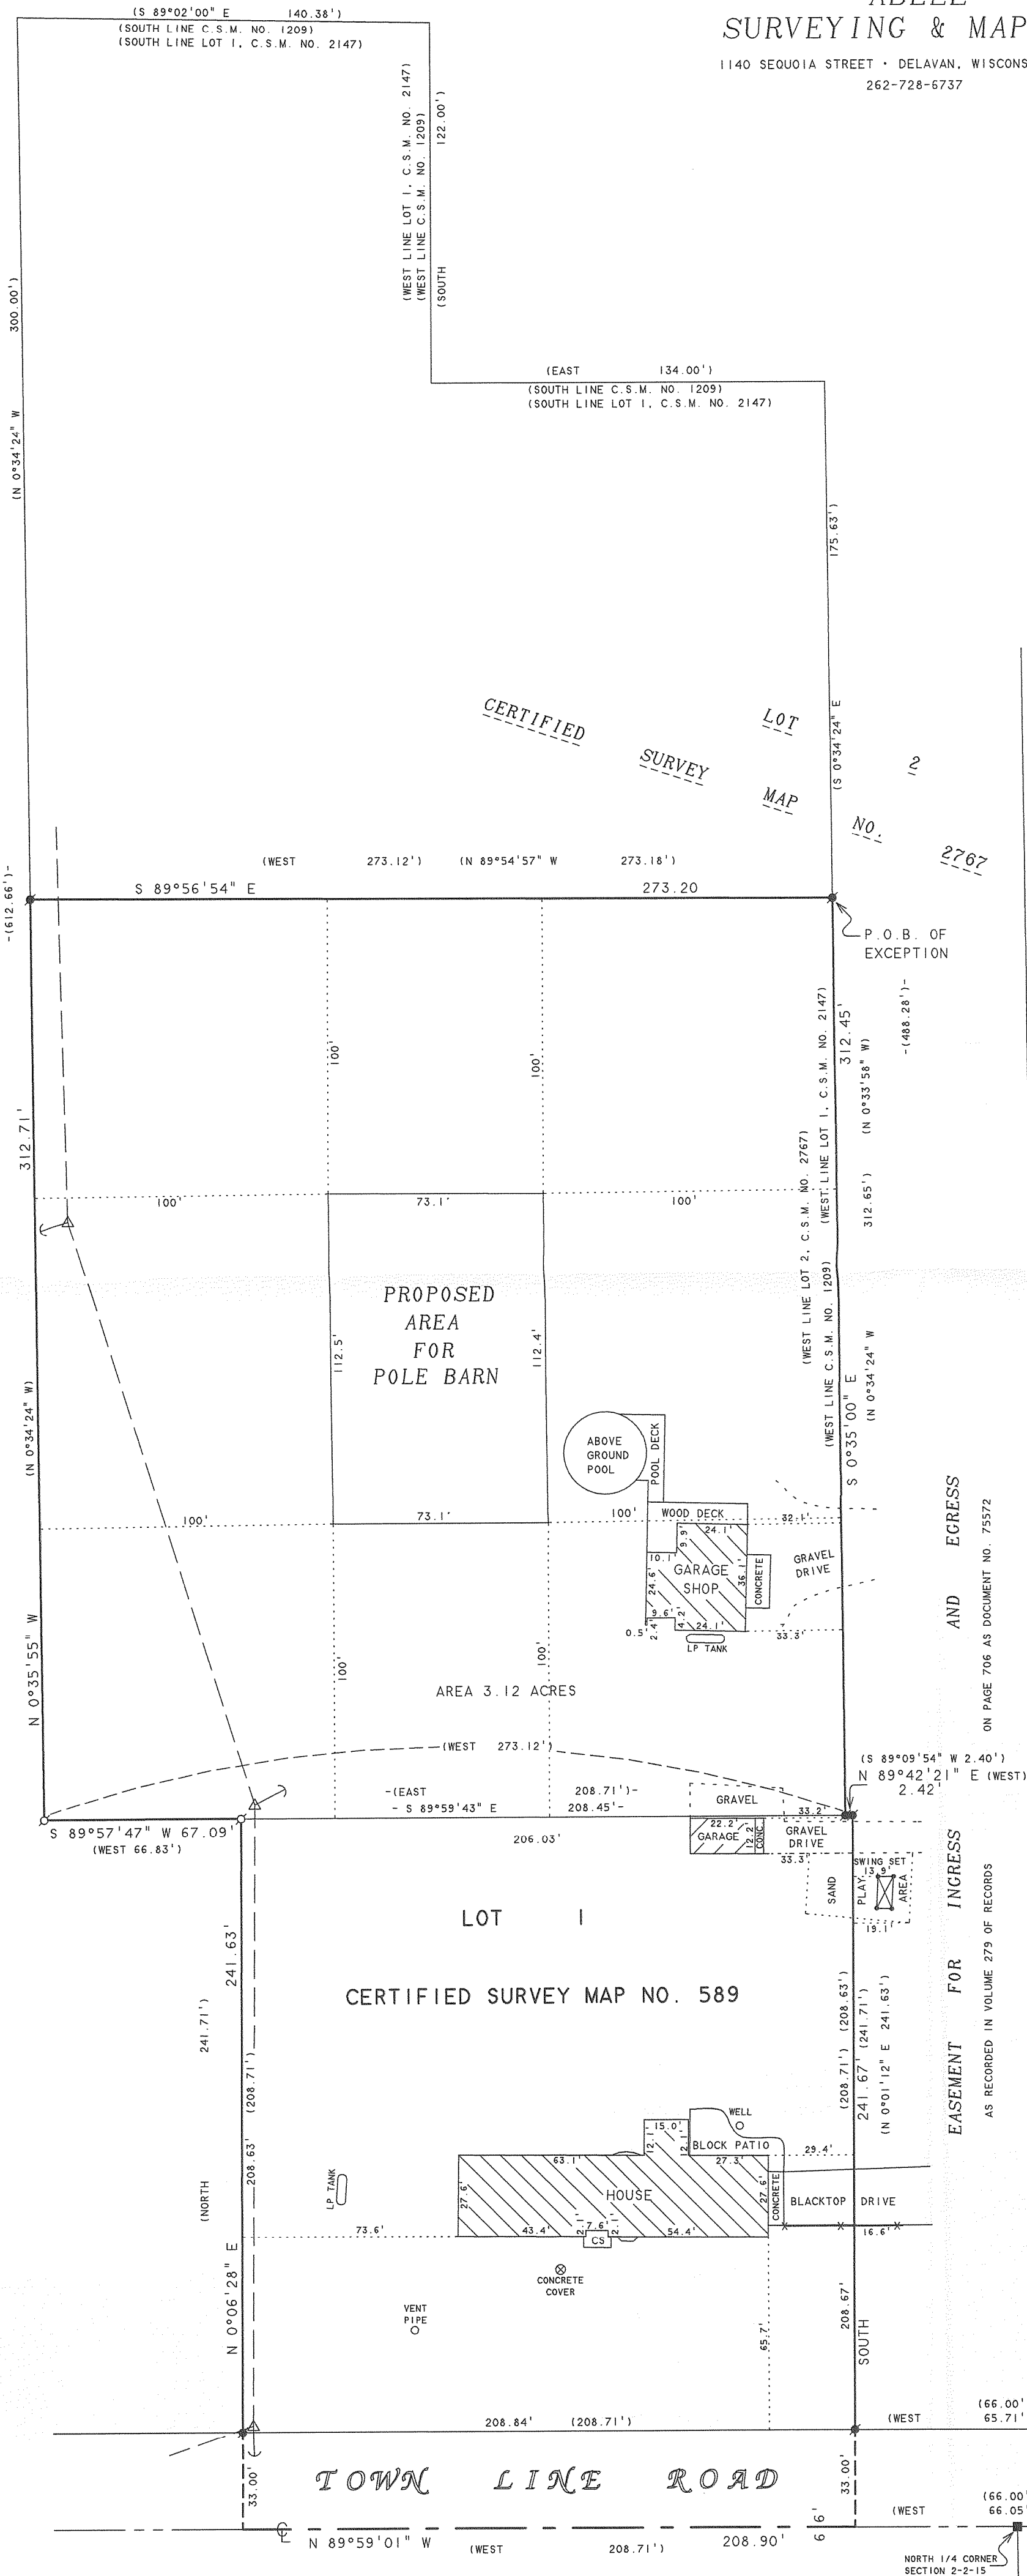 SURVEYING & MAP
1140 SEQUOIA STREET • DELAVAN, WISCONS
262-728-6737
(S 89°02'00" E 140.38')
(SOUTH LINE C.S.M. NO. 1209)
(SOUTH LINE LOT 1, C.S.M. NO. 2147)
(WEST LINE LOT 1, C.S.M. NO. 2147)
(WEST LINE C.S.M. NO. 1209)
(SOUTH 122.00')
(N 0°34'24" W 300.00')
(EAST 134.00')
(SOUTH LINE C.S.M. NO. 1209)
(SOUTH LINE LOT 1, C.S.M. NO. 2147)
(S 0°34'24" E 175.63')
LOT 2
CERTIFIED SURVEY MAP NO. 2767
(WEST 273.12') (N 89°54'57" W 273.18')
S 89°56'54" E 273.20
-(612.66')-
P.O.B. OF
EXCEPTION
-(488.28')-
100'
100'
312.71'
(N 0°34'24" W)
N 0°35'55" W
(WEST LINE LOT 2, C.S.M. NO. 2767)
(WEST LINE C.S.M. NO. 1209) (WEST LINE LOT 1, C.S.M. NO. 2147)
S 0°35'00" E 312.45'
(N 0°34'24" W 312.65') (N 0°33'58" W)
100' 73.1' 100'
PROPOSED
AREA
FOR
POLE BARN
112.5'
112.4'
ABOVE
GROUND
POOL
POOL DECK
WOOD DECK
100' 73.1' 100'
32.1'
9.9'
24.1'
10.1'
GARAGE
SHOP
24.6'
36.1'
CONCRETE
GRAVEL
DRIVE
9.6'
4.2'
24.1'
0.5'
2.4'
33.3'
LP TANK
100'
100'
AREA 3.12 ACRES
(WEST 273.12')
-(EAST 208.71')-
- S 89°59'43" E 208.45'-
206.03'
S 89°57'47" W 67.09'
(WEST 66.83')
(S 89°09'54" W 2.40')
N 89°42'21" E (WEST)
2.42'
GRAVEL
33.2'
22.2'
GARAGE
12.2'
CONC.
GRAVEL
DRIVE
33.3'
SWING SET
13.9'
SAND
PLAY
AREA
19.1'
LOT 1
CERTIFIED SURVEY MAP NO. 589
N 0°06'28" E 241.63'
(NORTH 241.71')
208.63' (208.71')
(208.71') (208.63')
241.67' (241.71')
(N 0°01'12" E 241.63')
208.67'
SOUTH
EASEMENT FOR INGRESS AND EGRESS
AS RECORDED IN VOLUME 279 OF RECORDS
ON PAGE 706 AS DOCUMENT NO. 75572
WELL
15.0'
12.1'
12.1'
BLOCK PATIO
29.4'
63.1'
27.3'
27.6'
HOUSE
27.6'
CONCRETE
BLACKTOP DRIVE
LP TANK
73.6'
43.4'
2.1'
7.6'
2.1'
54.4'
16.6'
CS
CONCRETE
COVER
VENT
PIPE
65.7'
208.84' (208.71')
(66.00'
(WEST 65.71'
TOWN LINE ROAD
33.00'
33.00'
66'
(66.00'
(WEST 66.05'
N 89°59'01" W (WEST 208.71') 208.90'
NORTH 1/4 CORNER
SECTION 2-2-15